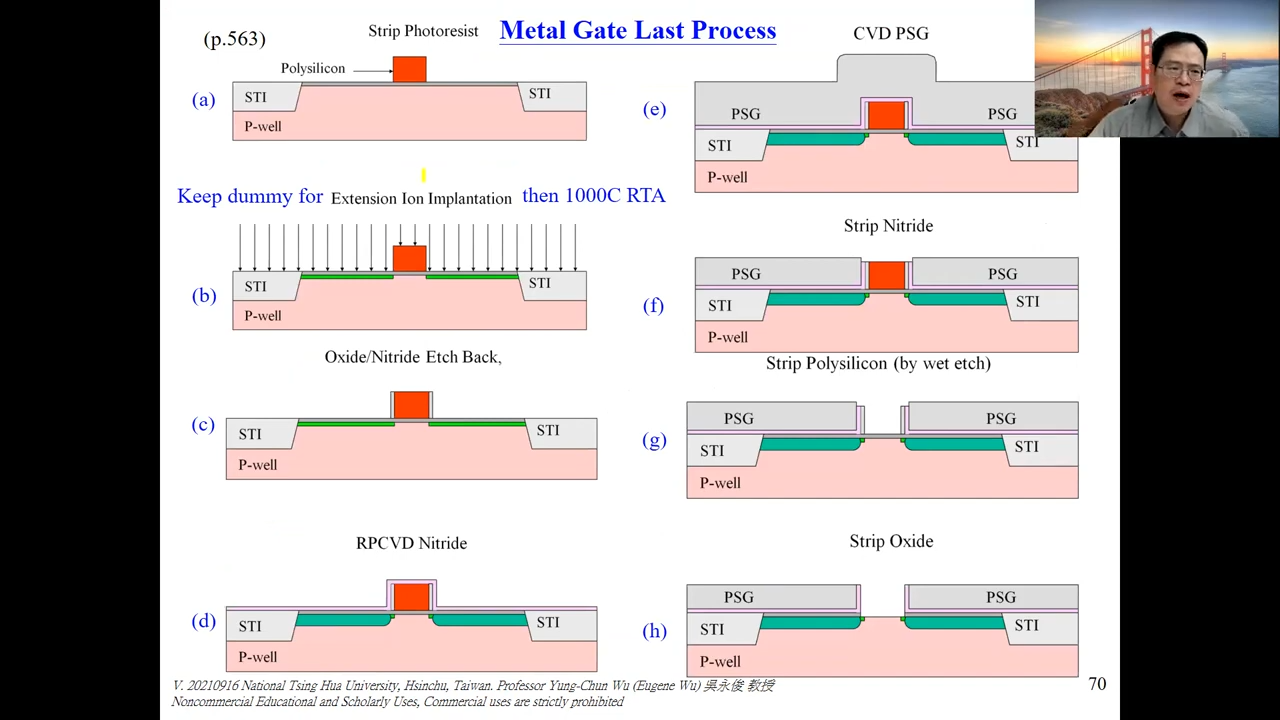 Metal Gate Last Process
(p.563)
Strip Photoresist
Polysilicon
(a)
STI
STI
P-well
Keep dummy for Extension Ion Implantation then 1000C RTA
(b)
STI
STI
P-well
Oxide/Nitride Etch Back,
(c)
STI
STI
P-well
RPCVD Nitride
(d)
STI
STI
P-well
CVD PSG
(e)
PSG
PSG
STI
STI
P-well
Strip Nitride
(f)
PSG
PSG
STI
STI
P-well
Strip Polysilicon (by wet etch)
(g)
PSG
PSG
STI
STI
P-well
Strip Oxide
(h)
PSG
PSG
STI
STI
P-well
V. 20210916 National Tsing Hua University, Hsinchu, Taiwan. Professor Yung-Chun Wu (Eugene Wu) 吳永俊 教授
Noncommercial Educational and Scholarly Uses, Commercial uses are strictly prohibited
70